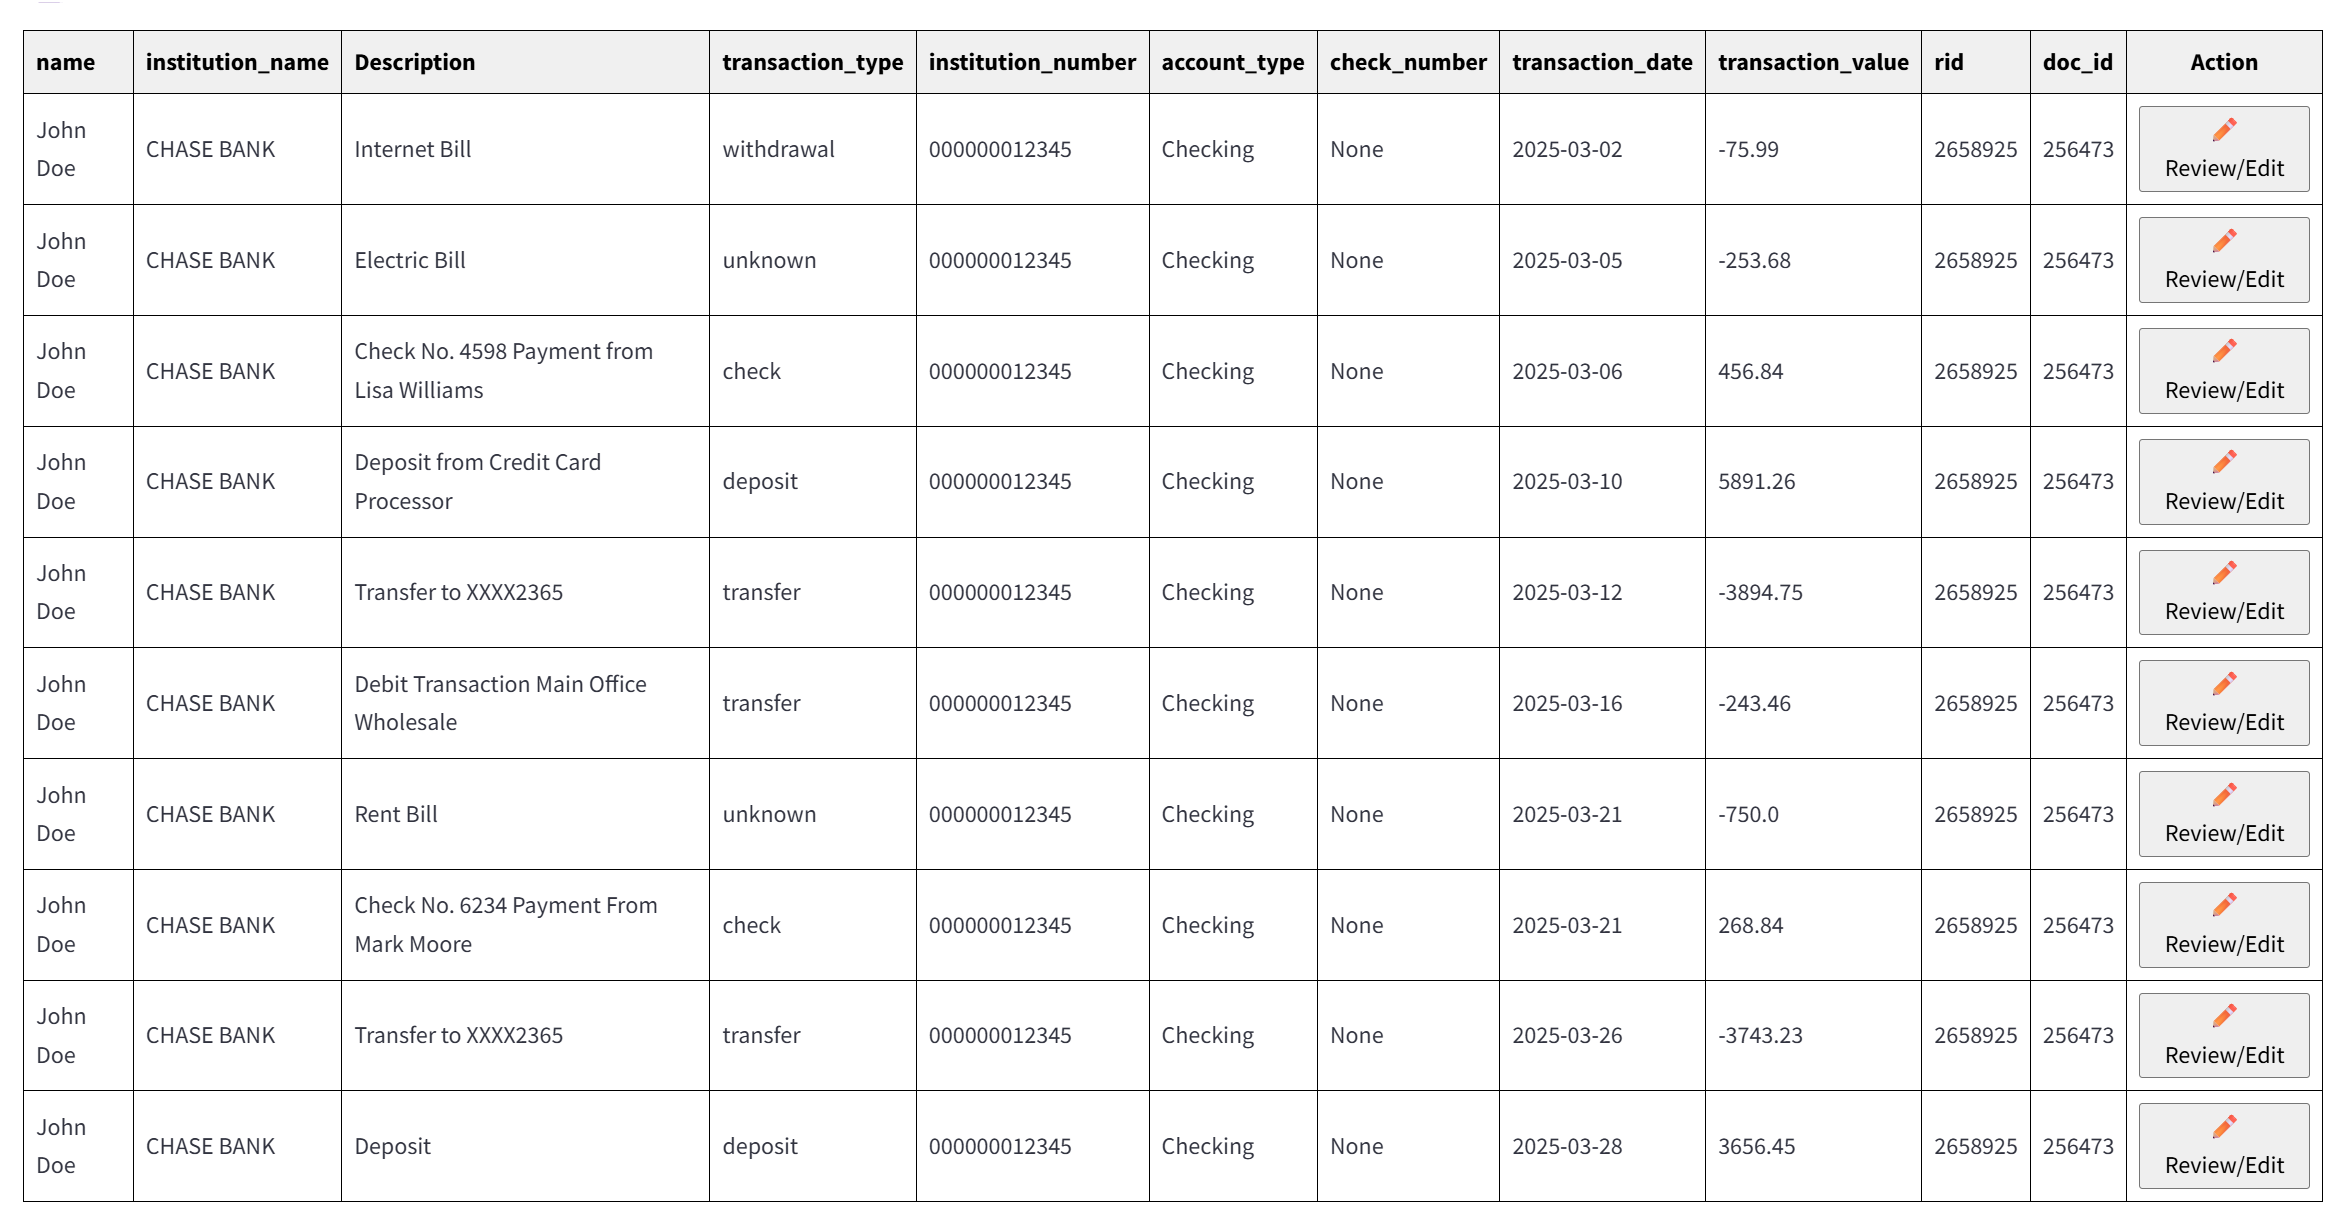 name institution_name Description transaction_type institution_number account_type check_number transaction_date transaction_value rid doc_id Action
John Doe CHASE BANK Internet Bill withdrawal 000000012345 Checking None 2025-03-02 -75.99 2658925 256473 Review/Edit
John Doe CHASE BANK Electric Bill unknown 000000012345 Checking None 2025-03-05 -253.68 2658925 256473 Review/Edit
John Doe CHASE BANK Check No. 4598 Payment from Lisa Williams check 000000012345 Checking None 2025-03-06 456.84 2658925 256473 Review/Edit
John Doe CHASE BANK Deposit from Credit Card Processor deposit 000000012345 Checking None 2025-03-10 5891.26 2658925 256473 Review/Edit
John Doe CHASE BANK Transfer to XXXX2365 transfer 000000012345 Checking None 2025-03-12 -3894.75 2658925 256473 Review/Edit
John Doe CHASE BANK Debit Transaction Main Office Wholesale transfer 000000012345 Checking None 2025-03-16 -243.46 2658925 256473 Review/Edit
John Doe CHASE BANK Rent Bill unknown 000000012345 Checking None 2025-03-21 -750.0 2658925 256473 Review/Edit
John Doe CHASE BANK Check No. 6234 Payment From Mark Moore check 000000012345 Checking None 2025-03-21 268.84 2658925 256473 Review/Edit
John Doe CHASE BANK Transfer to XXXX2365 transfer 000000012345 Checking None 2025-03-26 -3743.23 2658925 256473 Review/Edit
John Doe CHASE BANK Deposit deposit 000000012345 Checking None 2025-03-28 3656.45 2658925 256473 Review/Edit